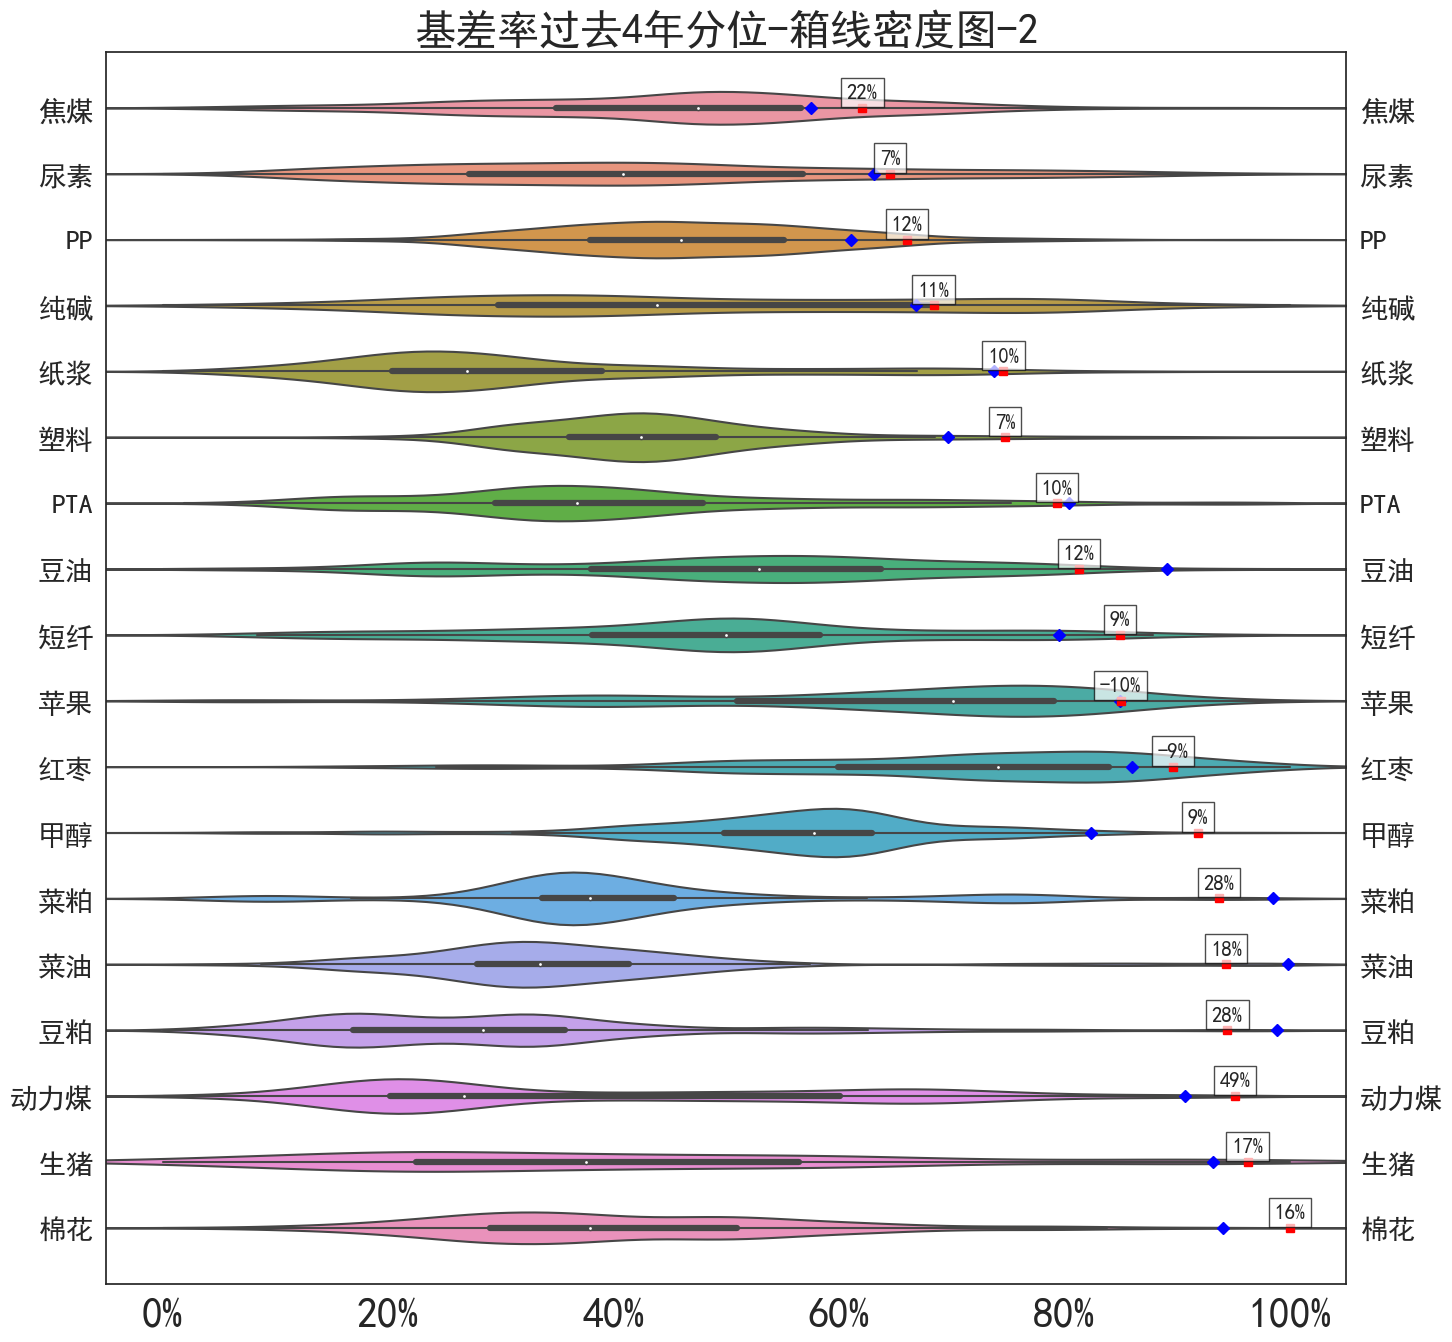 基差率过去4年分位-箱线密度图-2
焦煤 22% 焦煤
尿素 7% 尿素
PP 12% PP
纯碱 11% 纯碱
纸浆 10% 纸浆
塑料 7% 塑料
PTA 10% PTA
豆油 12% 豆油
短纤 9% 短纤
苹果 -10% 苹果
红枣 -9% 红枣
甲醇 9% 甲醇
菜粕 28% 菜粕
菜油 18% 菜油
豆粕 28% 豆粕
动力煤 49% 动力煤
生猪 17% 生猪
棉花 16% 棉花
0% 20% 40% 60% 80% 100%